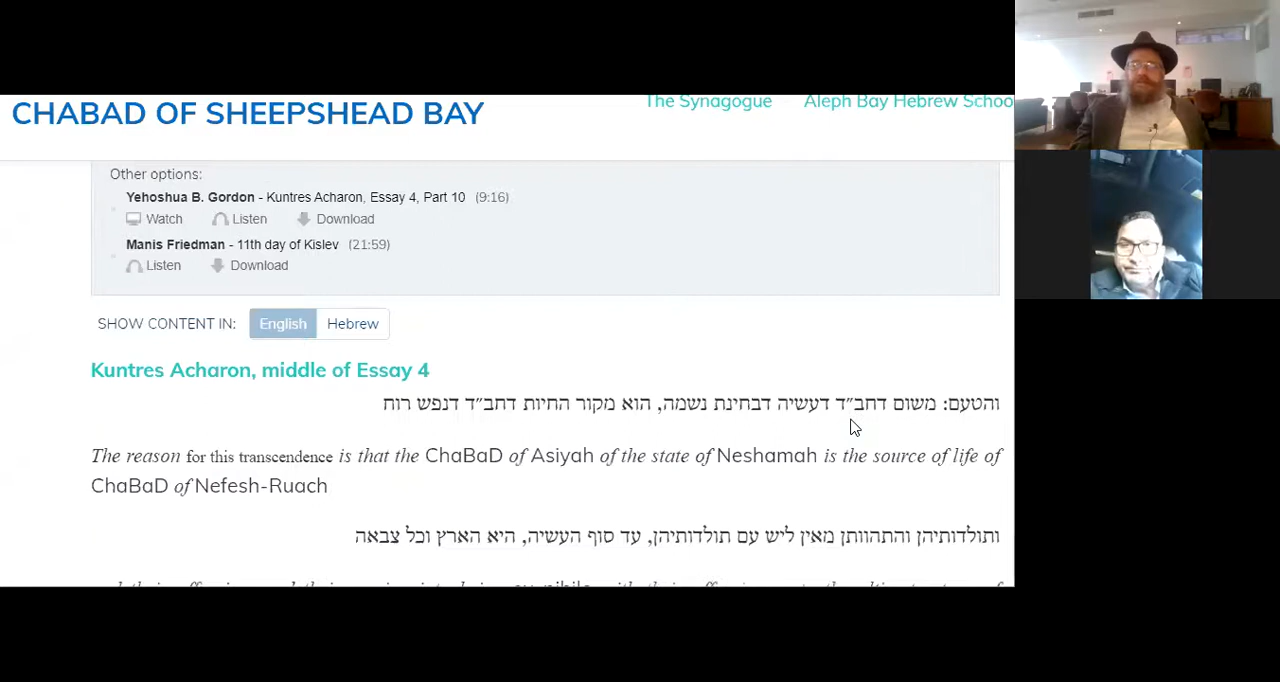 The Synagogue
Aleph Bay Hebrew Schoo
CHABAD OF SHEEPSHEAD BAY
Other options:
Yehoshua B. Gordon - Kuntres Acharon, Essay 4, Part 10 (9:16)
Watch Listen Download
Manis Friedman - 11th day of Kislev (21:59)
Listen Download
SHOW CONTENT IN: English Hebrew
Kuntres Acharon, middle of Essay 4
והטעם: משום דחב״ד דעשיה דבחינת נשמה, הוא מקור החיות דחב״ד דנפש רוח
The reason for this transcendence is that the ChaBaD of Asiyah of the state of Neshamah is the source of life of
ChaBaD of Nefesh-Ruach
ותולדותיהן והתהוותן מאין ליש עם תולדותיהן, עד סוף העשיה, היא הארץ וכל צבאה